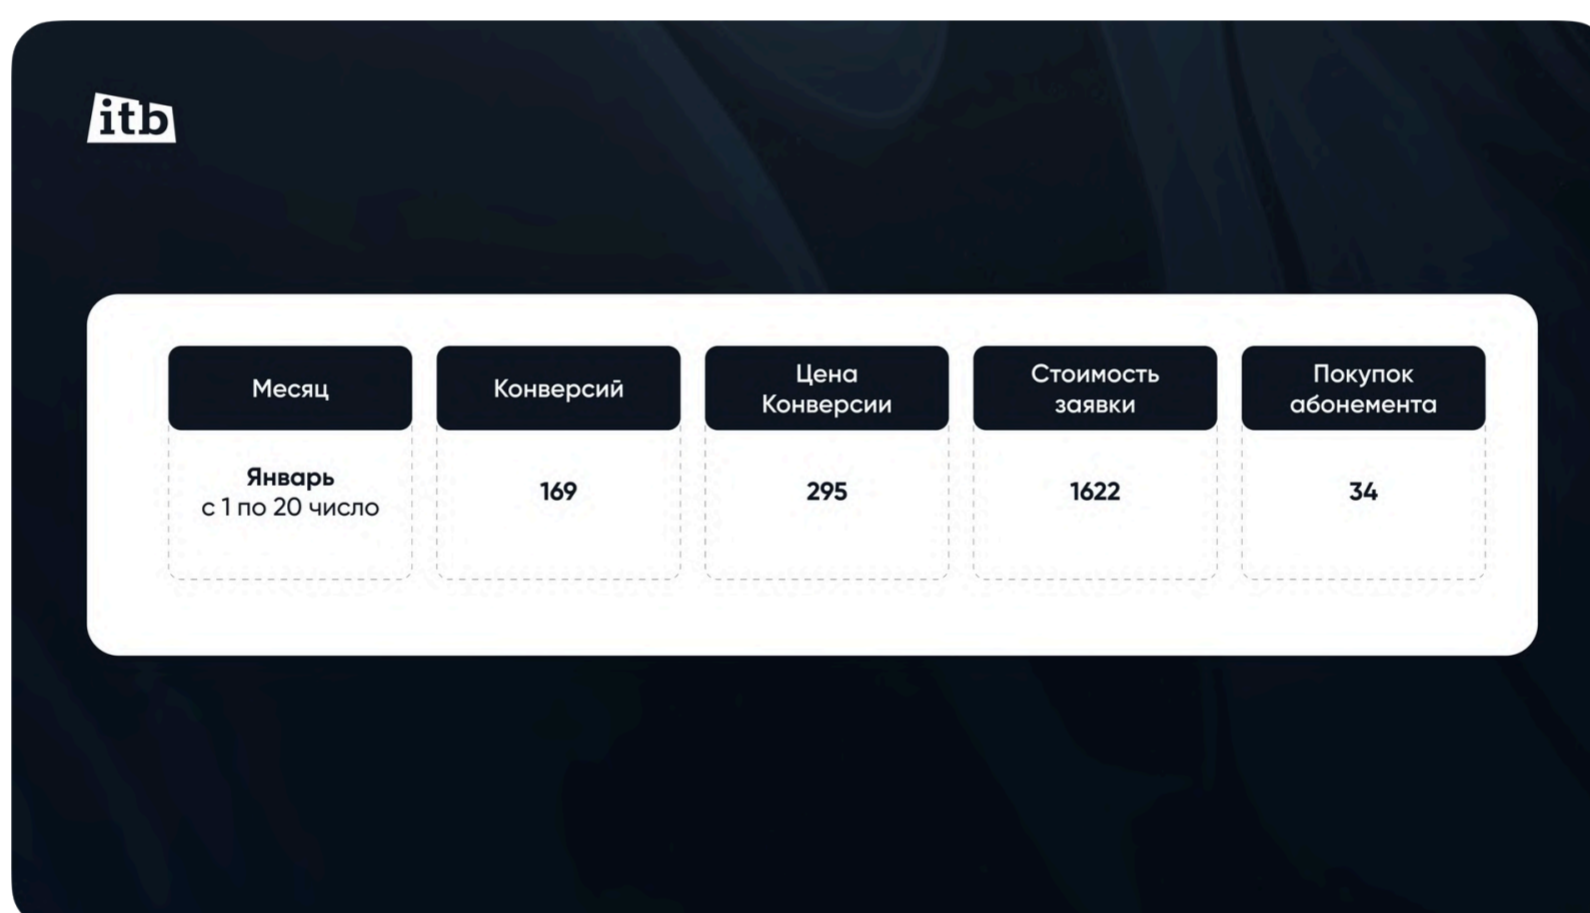 itb
Месяц
Конверсий
Цена
Конверсии
Стоимость
заявки
Покупок
абонемента
Январь
с 1 по 20 число
169
295
1622
34